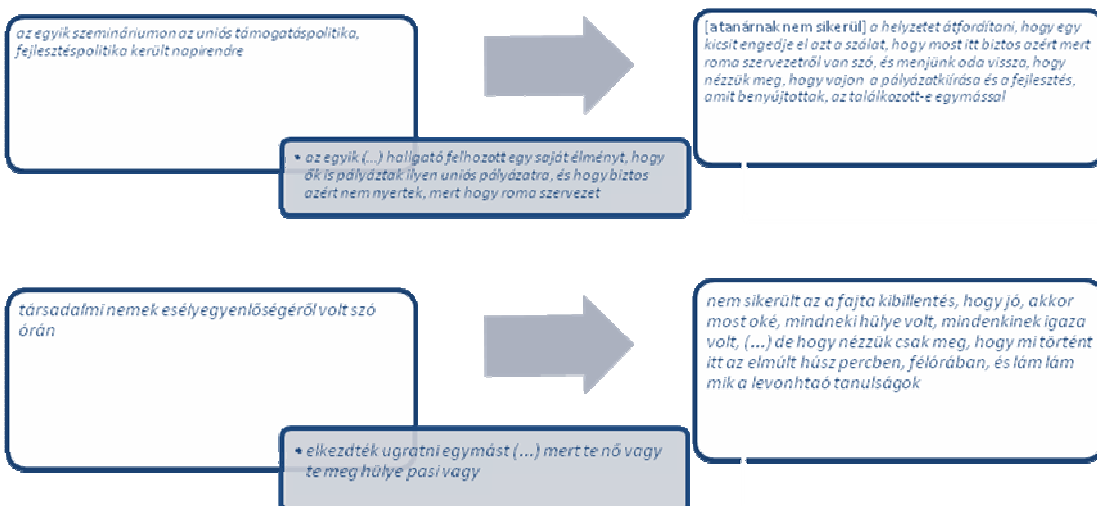 az egyik szemináriumon az uniós támogatáspolitika,
fejlesztéspolitika került napirendre
• az egyik (...) hallgató felhozott egy saját élményt, hogy
ők is pályáztak ilyen uniós pályázatra, és hogy biztos
azért nem nyertek, mert hogy roma szervezet
[a tanárnak nem sikerül] a helyzetet átfordítani, hogy egy
kicsit engedje el azt a szálat, hogy most itt biztos azért mert
roma szervezetről van szó, és menjünk oda vissza, hogy
nézzük meg, hogy vajon a pályázatkiírása és a fejlesztés,
amit benyújtottak, az találkozott-e egymással
társadalmi nemek esélyegyenlőségéről volt szó
órán
• elkezdték ugratni egymást (...) mert te nő vagy
te meg hülye pasi vagy
nem sikerült az a fajta kibillentés, hogy jó, akkor
most oké, mindneki hülye volt, mindenkinek igaza
volt, (...) de hogy nézzük csak meg, hogy mi történt
itt az elmúlt húsz percben, félórában, és lám lám
mik a levonhtaó tanulságok